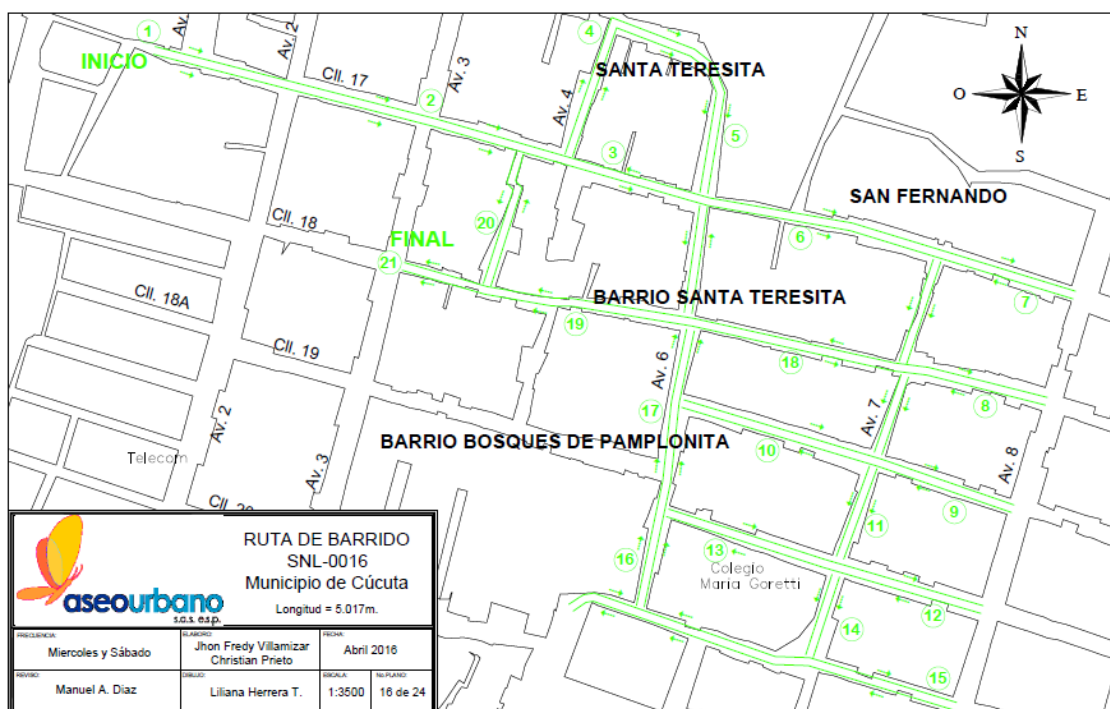 1
Av. 2
INICIO
Cll. 17
2
Av. 3
4
Av. 4
SANTA TERESITA
N
O
E
S
3
5
SAN FERNANDO
6
7
Cll. 18
20
FINAL
21
BARRIO SANTA TERESITA
Cll. 18A
19
18
Cll. 19
Av. 6
8
Av. 2
17
Av. 7
BARRIO BOSQUES DE PAMPLONITA
10
Av. 8
Telecom
Av. 3
9
11
16
13
Colegio
Maria Goretti
12
14
15
aseourbano
s.a.s. e.s.p.
RUTA DE BARRIDO
SNL-0016
Municipio de Cúcuta
Longitud = 5.017m.
FRECUENCIA:
Miercoles y Sábado
ELABORO:
Jhon Fredy Villamizar
Christian Prieto
FECHA:
Abril 2016
REVISO:
Manuel A. Diaz
DIBUJO:
Liliana Herrera T.
ESCALA:
1:3500
No.PLANO:
16 de 24